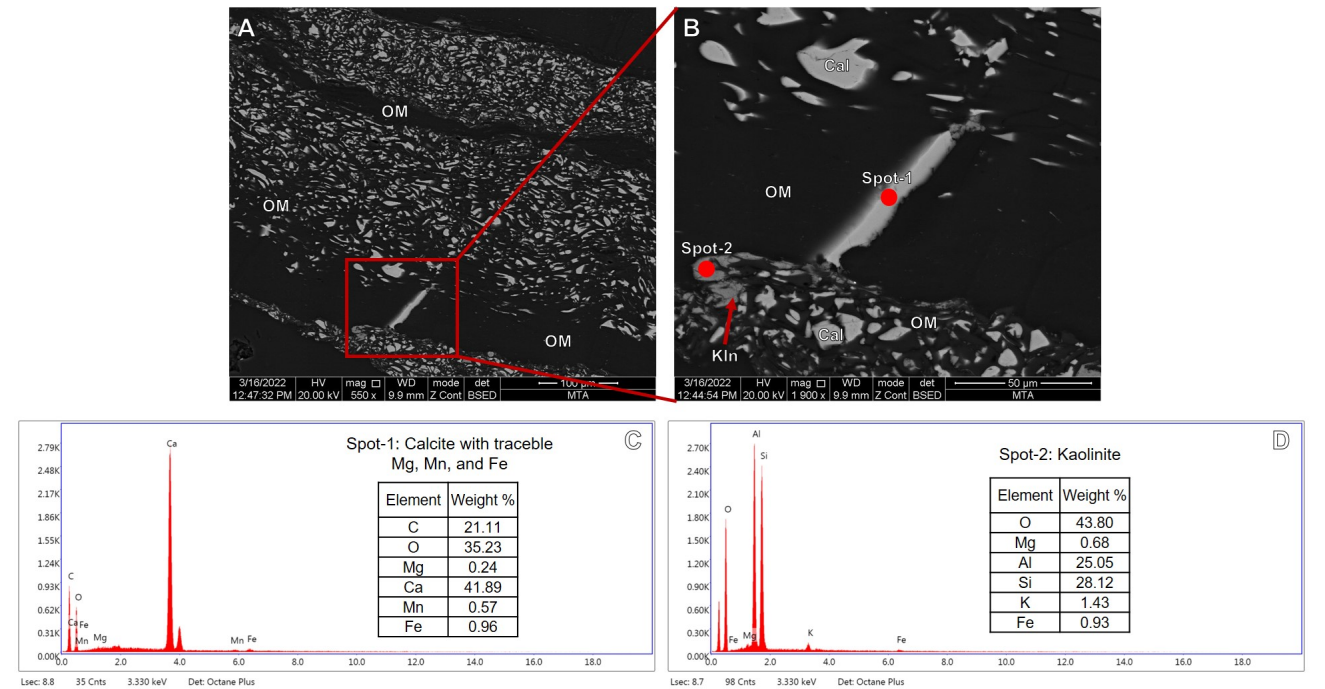 A
OM
OM
OM
3/16/2022 HV mag WD mode det 100 µm
12:47:32 PM 20.00 kV 550 x 9.9 mm Z Cont BSED MTA
B
Cal
OM
Spot-1
Spot-2
OM
Cal
Kln
3/16/2022 HV mag WD mode det 50 µm
12:44:54 PM 20.00 kV 1 900 x 9.9 mm Z Cont BSED MTA
C
Spot-1: Calcite with traceble
Mg, Mn, and Fe
Element Weight %
C 21.11
O 35.23
Mg 0.24
Ca 41.89
Mn 0.57
Fe 0.96
2.79K
2.48K
2.17K
1.86K
1.55K
1.24K
0.93K
0.62K
0.31K
0.00K
Ca
C
O
Ca Fe
Mn Mg
Mn Fe
0.0 2.0 4.0 6.0 8.0 10.0 12.0 14.0 16.0 18.0
Lsec: 8.8 35 Cnts 3.330 keV Det: Octane Plus
D
Spot-2: Kaolinite
Element Weight %
O 43.80
Mg 0.68
Al 25.05
Si 28.12
K 1.43
Fe 0.93
2.70K
2.40K
2.10K
1.80K
1.50K
1.20K
0.90K
0.60K
0.30K
0.00K
Al
Si
O
Fe Mg
K
Fe
0.0 2.0 4.0 6.0 8.0 10.0 12.0 14.0 16.0 18.0
Lsec: 8.7 98 Cnts 3.330 keV Det: Octane Plus